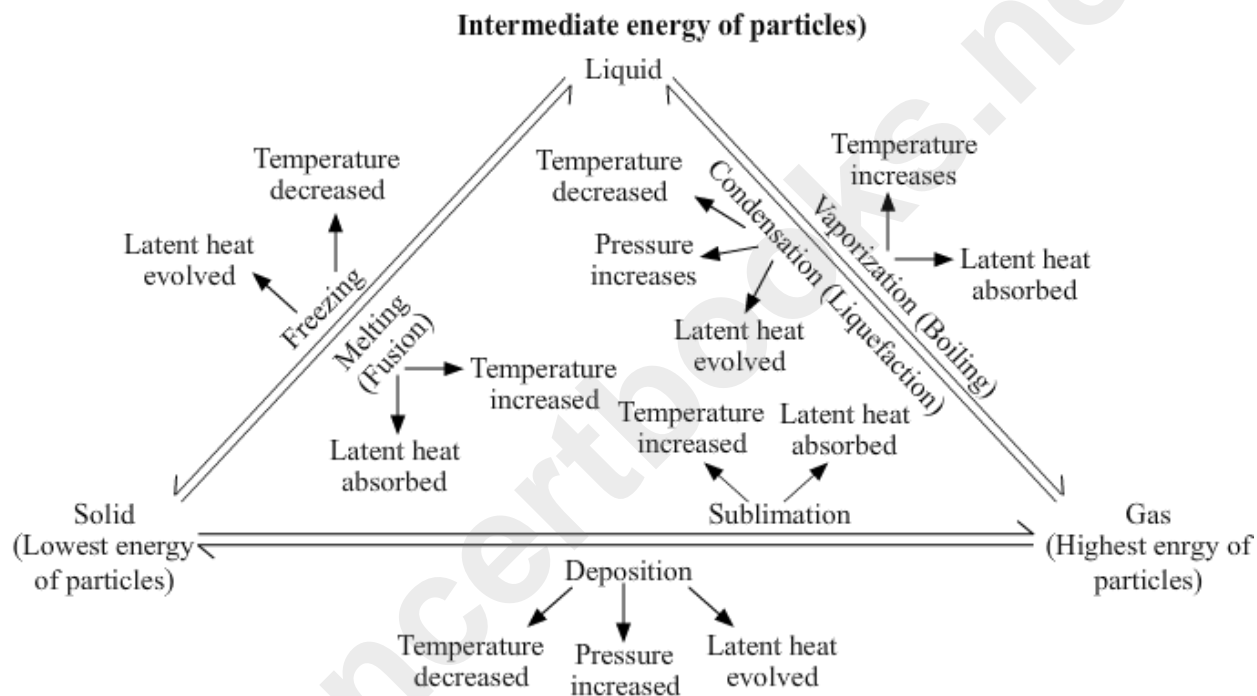 Intermediate energy of particles)
Liquid
Temperature
decreased
Latent heat
evolved
Freezing
Melting
(Fusion)
Temperature
increased
Latent heat
absorbed
Temperature
decreased
Pressure
increases
Latent heat
evolved
Condensation (Liquefaction)
Vaporization (Boiling)
Temperature
increases
Latent heat
absorbed
Temperature
increased
Latent heat
absorbed
Sublimation
Solid
(Lowest energy
of particles)
Gas
(Highest enrgy of
particles)
Deposition
Temperature
decreased
Pressure
increased
Latent heat
evolved
ncertbooks.n